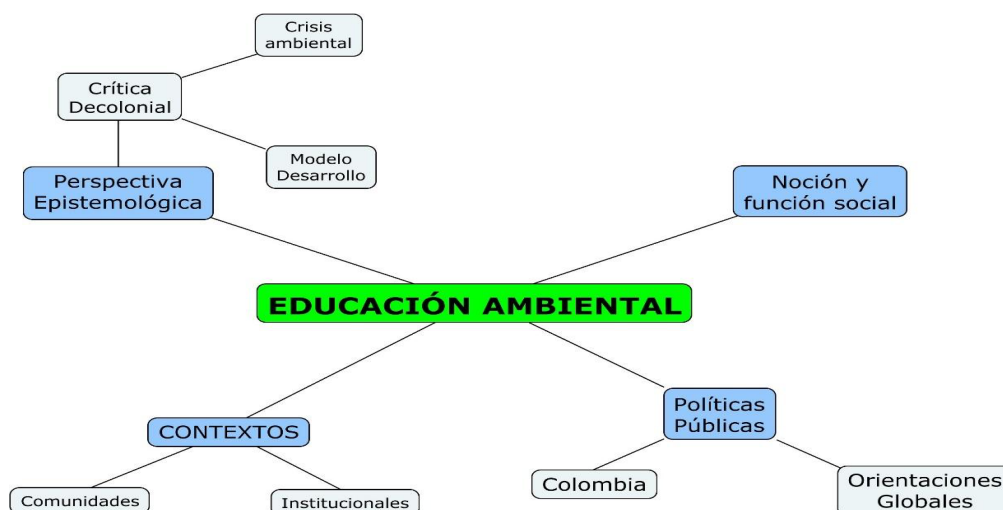 Crisis
ambiental
Crítica
Decolonial
Modelo
Desarrollo
Perspectiva
Epistemológica
Noción y
función social
EDUCACIÓN AMBIENTAL
Políticas
Públicas
CONTEXTOS
Colombia
Orientaciones
Globales
Comunidades
Institucionales